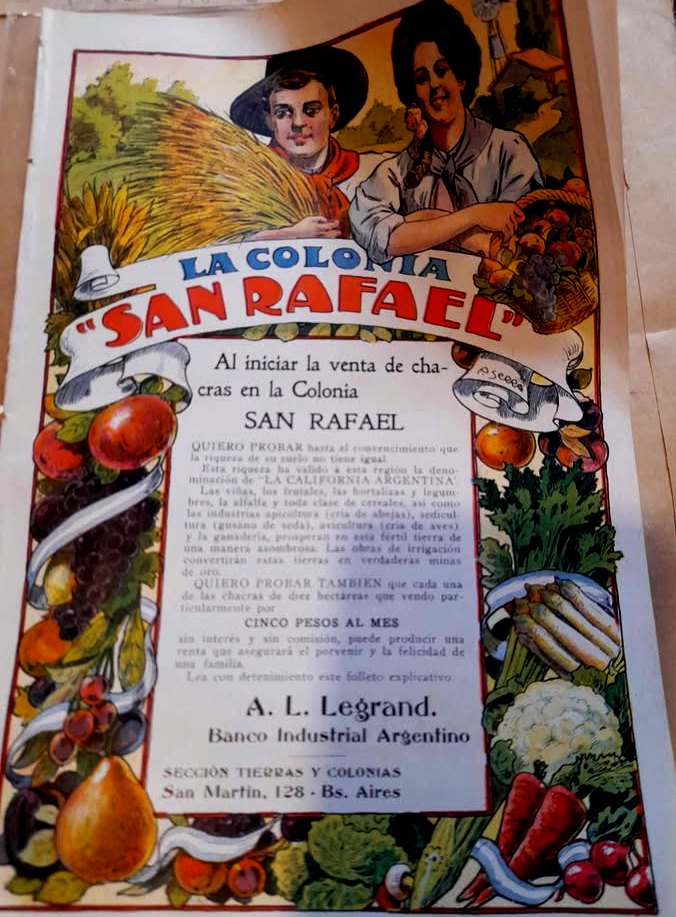 LA COLONIA
"SAN RAFAEL"
Al iniciar la venta de cha-
cras en la Colonia
SAN RAFAEL
QUIERO PROBAR hasta el convencimiento que
la riqueza de su suelo no tiene igual.
Esta riqueza ha valido á esta región la deno-
minación de "LA CALIFORNIA ARGENTINA"
Las viñas, los frutales, las hortalizas y legum-
bres, la alfalfa y toda clase de cereales, asi como
las industrias apicultura (cría de abejas), sedicul-
tura (gusano de seda), avicultura (cría de aves)
y la ganadería, prosperan en esta fértil tierra de
una manera asombrosa. Las obras de irrigación
convertirán estas tierras en verdaderas minas
de oro.
QUIERO PROBAR TAMBIEN que cada una
de las chacras de diez hectáreas que vendo par-
ticularmente por
CINCO PESOS AL MES
sin interés y sin comisión, puede producir una
renta que asegurará el porvenir y la felicidad de
una familia.
Lea con detenimiento este folleto explicativo.
A. L. Legrand.
Banco Industrial Argentino
SECCIÓN TIERRAS Y COLONIAS
San Martin, 128 - Bs. Aires